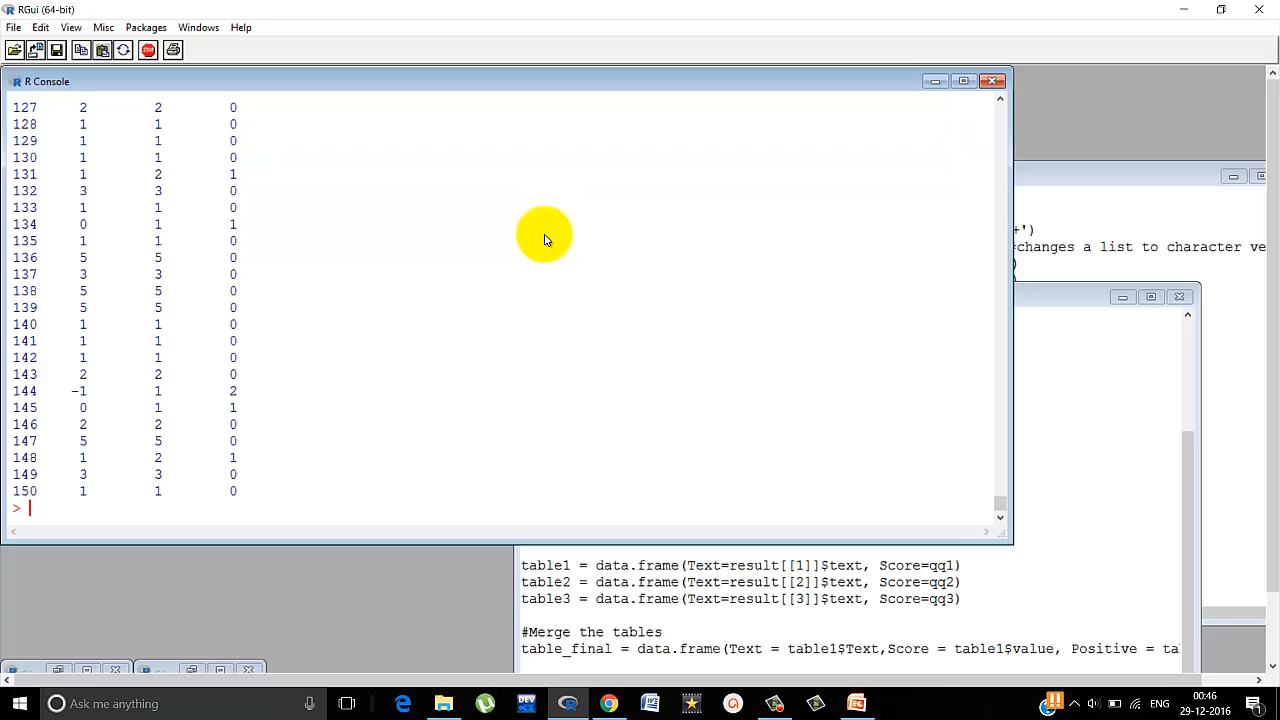 RGui (64-bit)
File Edit View Misc Packages Windows Help
R Console
127 2 2 0
128 1 1 0
129 1 1 0
130 1 1 0
131 1 2 1
132 3 3 0
133 1 1 0
134 0 1 1
135 1 1 0
136 5 5 0
137 3 3 0
138 5 5 0
139 5 5 0
140 1 1 0
141 1 1 0
142 1 1 0
143 2 2 0
144 -1 1 2
145 0 1 1
146 2 2 0
147 5 5 0
148 1 2 1
149 3 3 0
150 1 1 0
>
+')
#changes a list to character ve
)
table1 = data.frame(Text=result[[1]]$text, Score=qq1)
table2 = data.frame(Text=result[[2]]$text, Score=qq2)
table3 = data.frame(Text=result[[3]]$text, Score=qq3)
#Merge the tables
table_final = data.frame(Text = table1$Text,Score = table1$value, Positive = ta
Ask me anything
ENG
00:46
29-12-2016